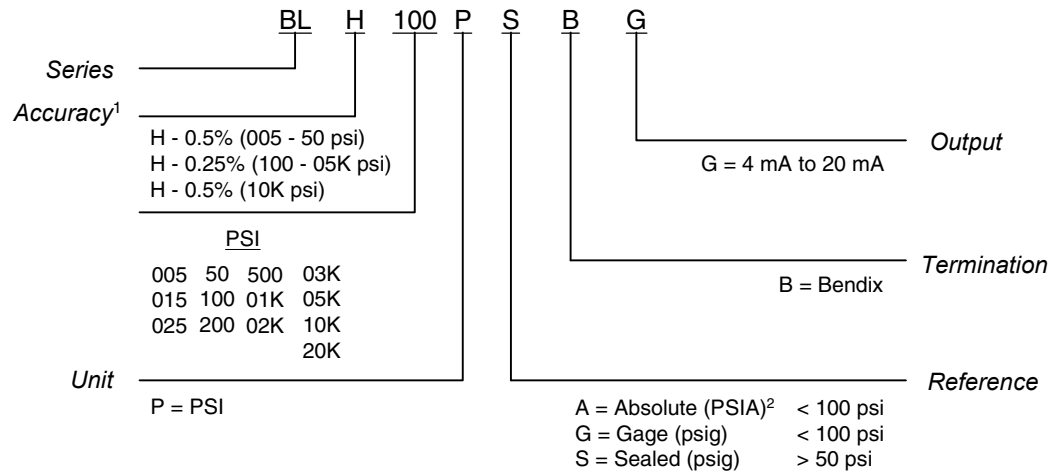 BL H 100 P S B G
Series
Accuracy1
H - 0.5% (005 - 50 psi)
H - 0.25% (100 - 05K psi)
H - 0.5% (10K psi)
PSI
005 50 500 03K
015 100 01K 05K
025 200 02K 10K
20K
Unit
P = PSI
Output
G = 4 mA to 20 mA
Termination
B = Bendix
Reference
A = Absolute (PSIA)2 < 100 psi
G = Gage (psig) < 100 psi
S = Sealed (psig) > 50 psi